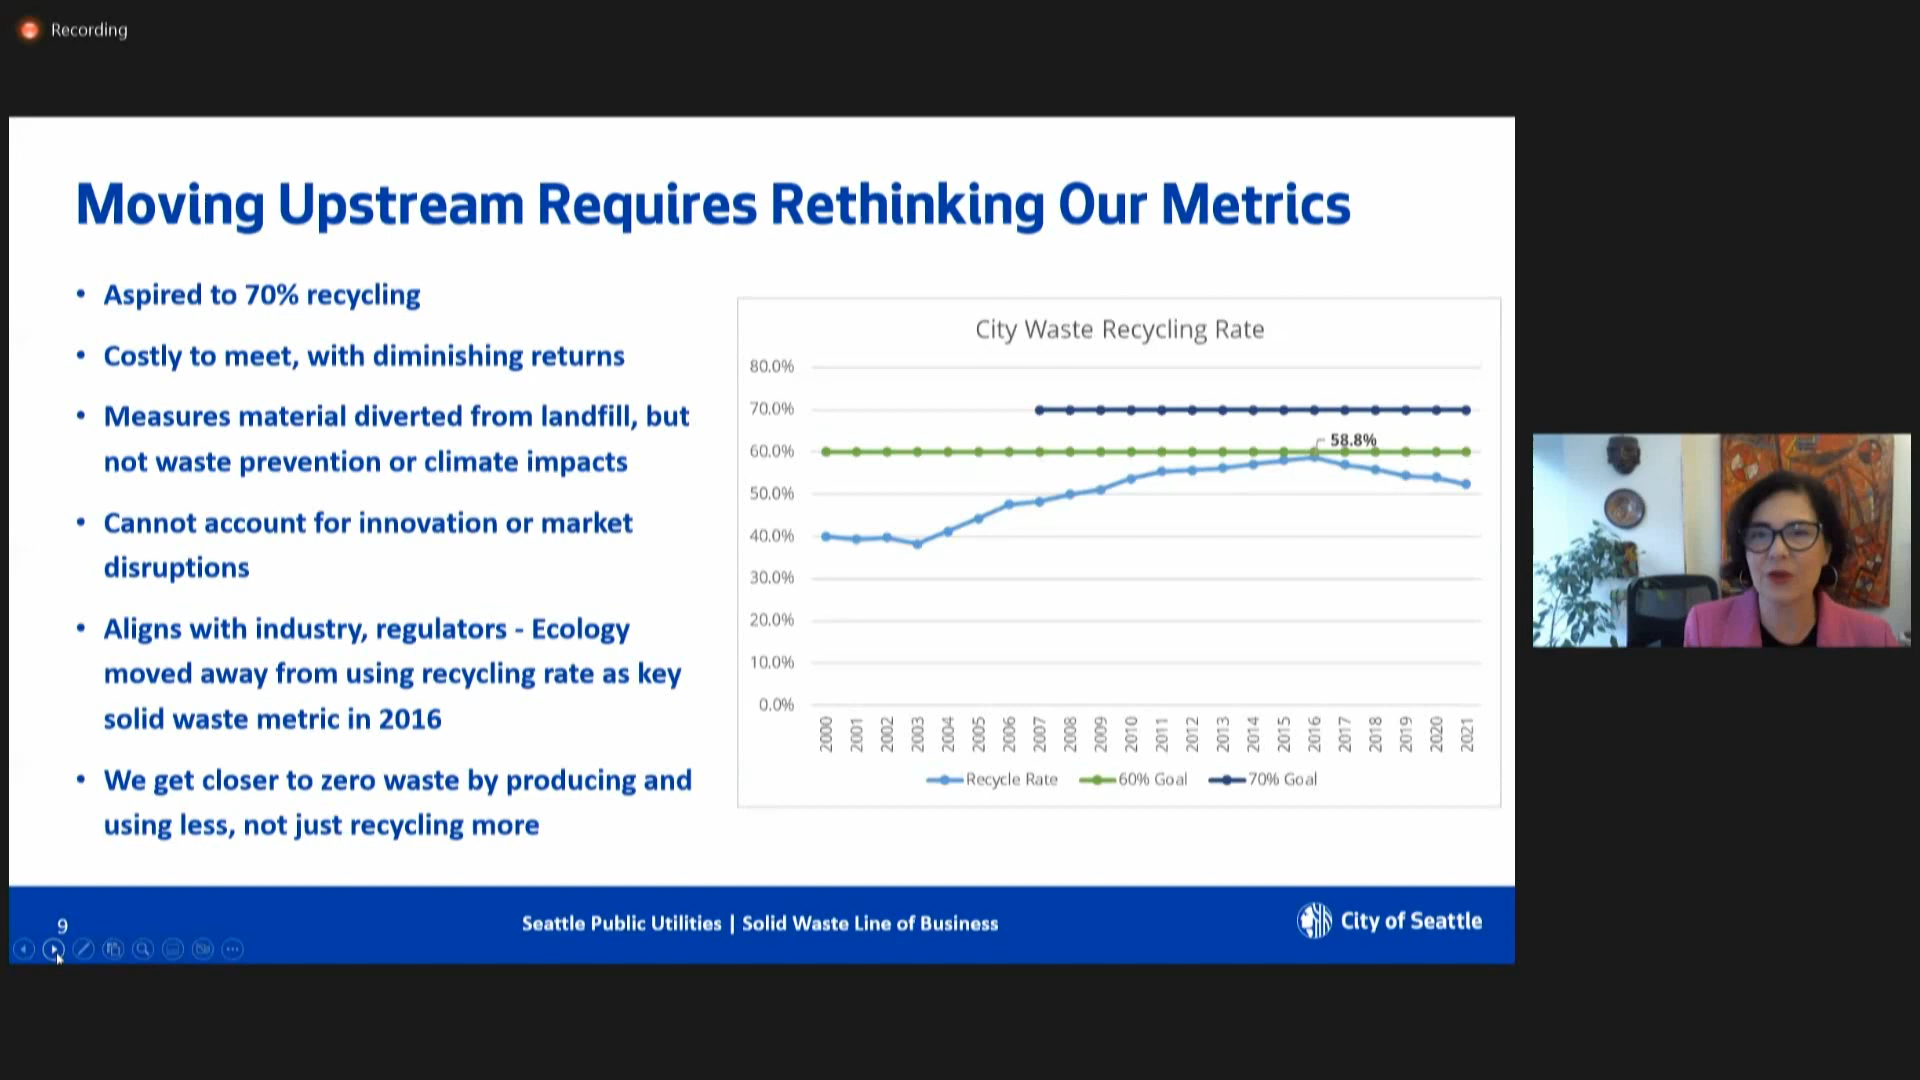 Recording
Moving Upstream Requires Rethinking Our Metrics
• Aspired to 70% recycling
• Costly to meet, with diminishing returns
• Measures material diverted from landfill, but
not waste prevention or climate impacts
• Cannot account for innovation or market
disruptions
• Aligns with industry, regulators - Ecology
moved away from using recycling rate as key
solid waste metric in 2016
• We get closer to zero waste by producing and
using less, not just recycling more
City Waste Recycling Rate
80.0%
70.0%
60.0%
50.0%
40.0%
30.0%
20.0%
10.0%
0.0%
58.8%
2000 2001 2002 2003 2004 2005 2006 2007 2008 2009 2010 2011 2012 2013 2014 2015 2016 2017 2018 2019 2020 2021
Recycle Rate 60% Goal 70% Goal
9
Seattle Public Utilities | Solid Waste Line of Business
City of Seattle